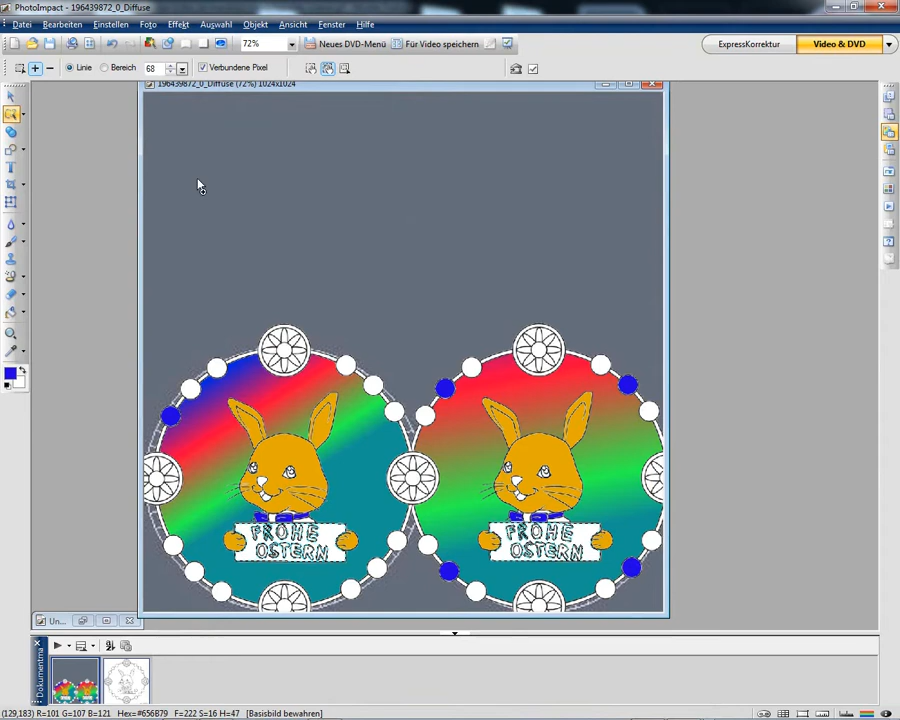 PhotoImpact - 196439872_0_Diffuse
Datei Bearbeiten Einstellen Foto Effekt Auswahl Objekt Ansicht Fenster Hilfe
72% Neues DVD-Menü Für Video speichern ExpressKorrektur Video & DVD
Linie Bereich 68 Verbundene Pixel
196439872_0_Diffuse (72%) 1024x1024
FROHE FROHE
OSTERN OSTERN
Un...
Dokumentma
(129,183) R=101 G=107 B=121 Hex=#656B79 F=222 S=16 H=47 [Basisbild bewahren]